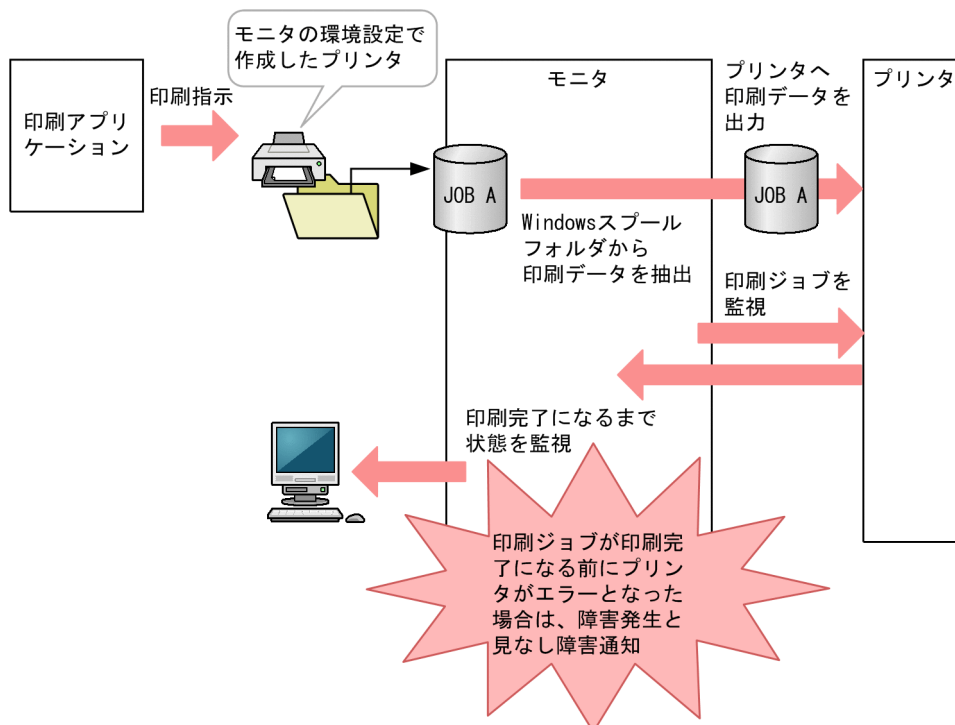 モニタの環境設定で
作成したプリンタ
印刷アプリ
ケーション
印刷指示
モニタ
プリンタへ
印刷データを
出力
プリンタ
JOB A
JOB A
Windowsスプール
フォルダから
印刷データを抽出
印刷ジョブを
監視
印刷完了になるまで
状態を監視
印刷ジョブが印刷完
了になる前にプリン
タがエラーとなった
場合は、障害発生と
見なし障害通知